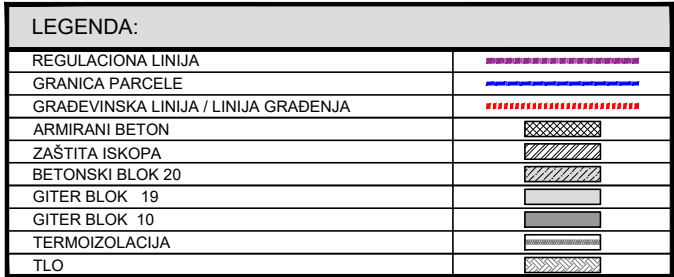 LEGENDA:
REGULACIONA LINIJA
GRANICA PARCELE
GRAĐEVINSKA LINIJA / LINIJA GRAĐENJA
ARMIRANI BETON
ZAŠTITA ISKOPA
BETONSKI BLOK 20
GITER BLOK 19
GITER BLOK 10
TERMOIZOLACIJA
TLO